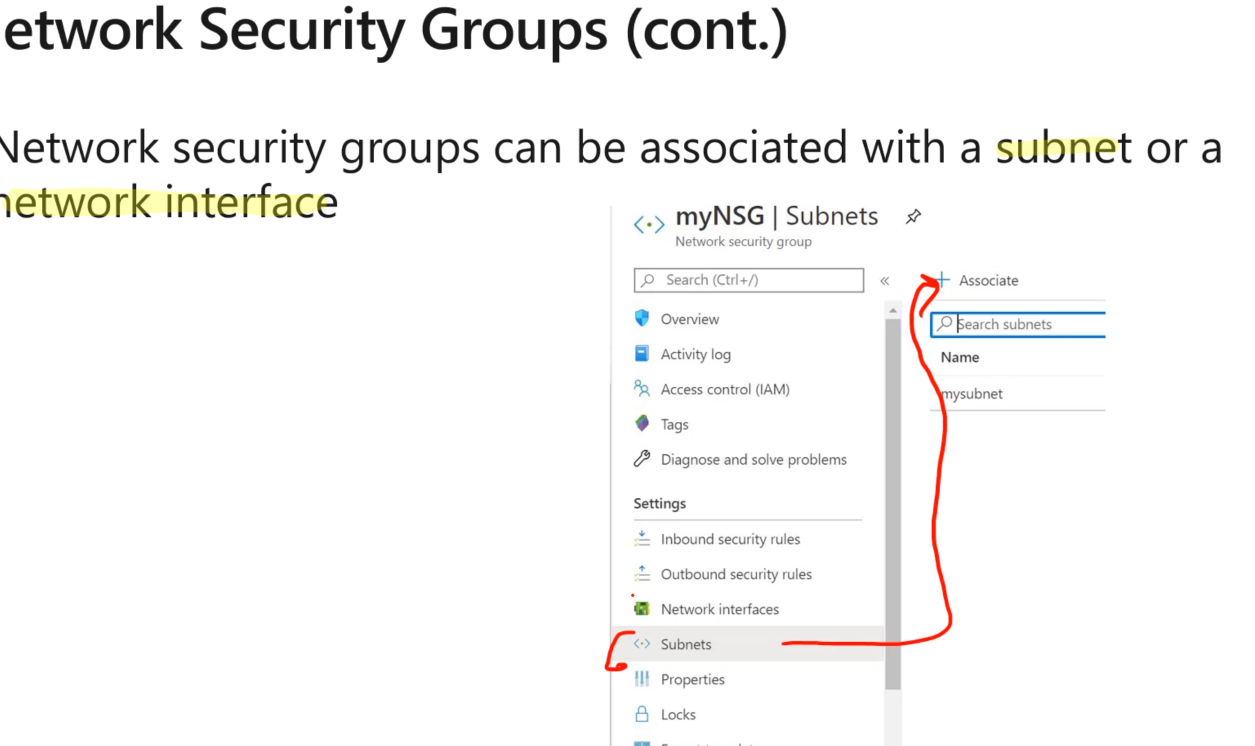 etwork Security Groups (cont.)
Network security groups can be associated with a subnet or a
network interface
myNSG | Subnets
Network security group
Search (Ctrl+/)
«
Overview
Activity log
Access control (IAM)
Tags
Diagnose and solve problems
Settings
Inbound security rules
Outbound security rules
Network interfaces
Subnets
Properties
Locks
+ Associate
Search subnets
Name
mysubnet